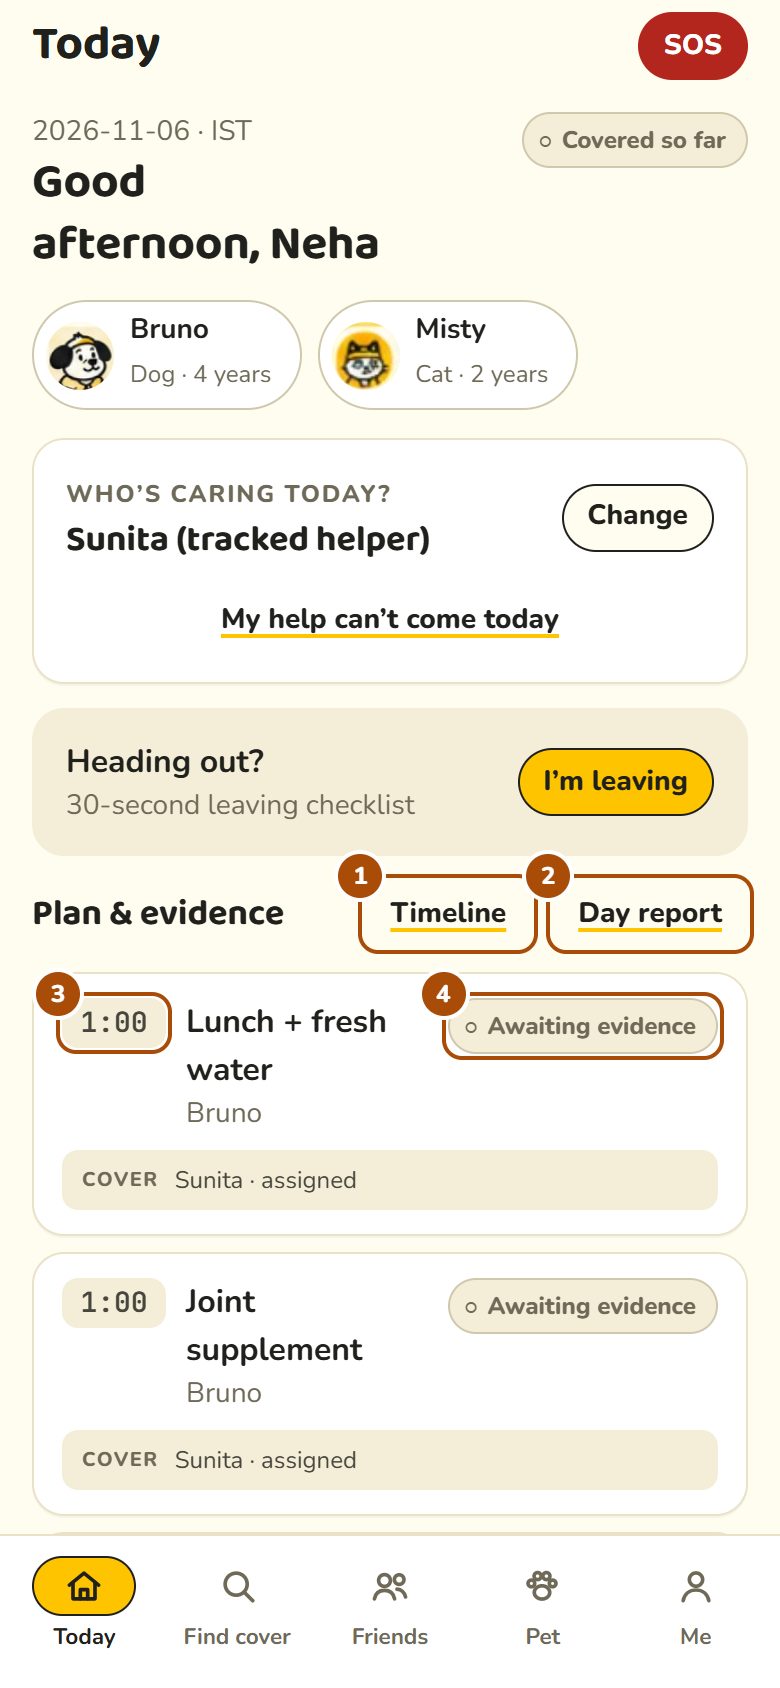 Today
SOS
2026-11-06 · IST
Covered so far
Good
afternoon, Neha
Bruno
Dog · 4 years
Misty
Cat · 2 years
WHO’S CARING TODAY?
Sunita (tracked helper)
Change
My help can’t come today
Heading out?
30-second leaving checklist
I’m leaving
Plan & evidence
1
Timeline
2
Day report
3
1:00
Lunch + fresh
water
4
Awaiting evidence
Bruno
COVER Sunita · assigned
1:00
Joint
supplement
Awaiting evidence
Bruno
COVER Sunita · assigned
Today
Find cover
Friends
Pet
Me